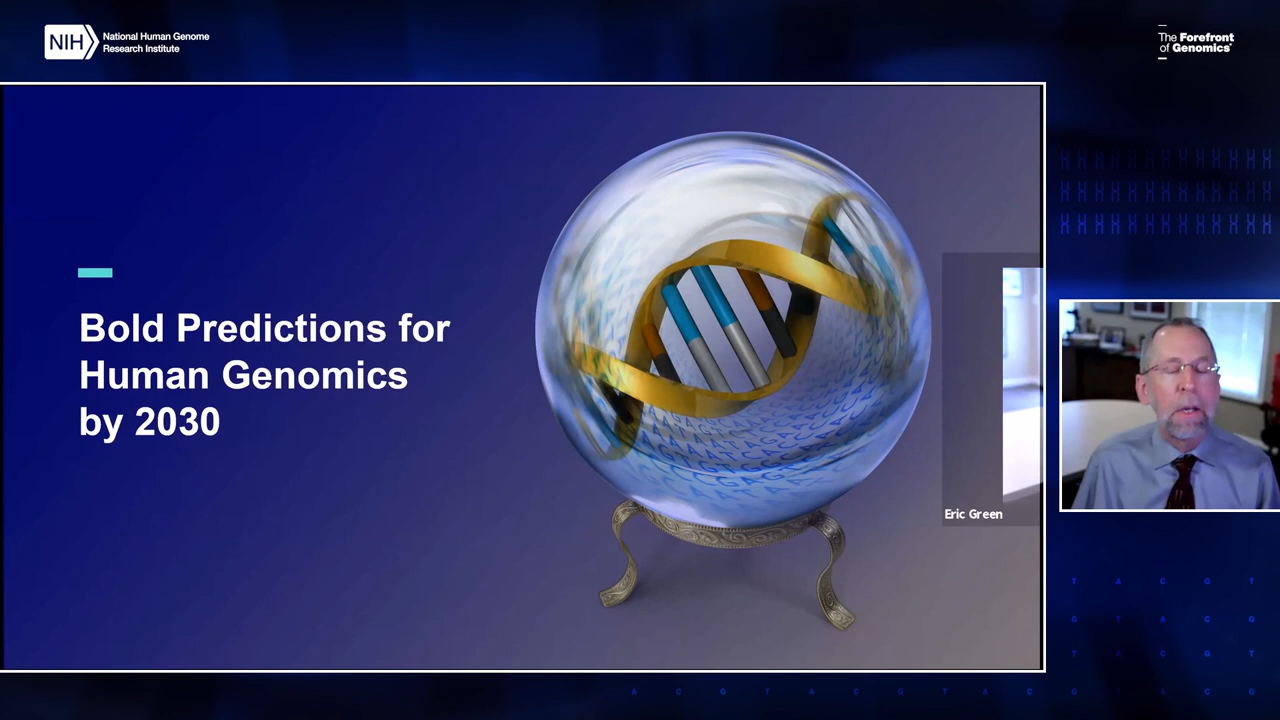 NIH
National Human Genome
Research Institute
The Forefront
of Genomics®
Bold Predictions for
Human Genomics
by 2030
Eric Green
T A C G T
G T A C G
T A C G T
A C G T A C G T A C G T A C G